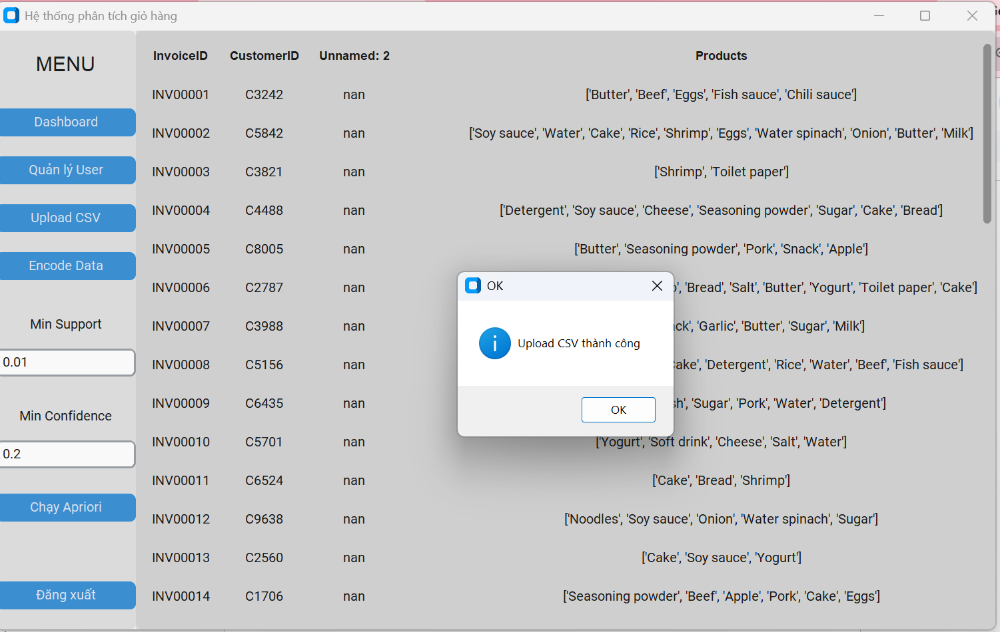 Hệ thống phân tích giỏ hàng
MENU
Dashboard
Quản lý User
Upload CSV
Encode Data
Min Support
0.01
Min Confidence
0.2
Chạy Apriori
Đăng xuất
InvoiceID CustomerID Unnamed: 2 Products
INV00001 C3242 nan ['Butter', 'Beef', 'Eggs', 'Fish sauce', 'Chili sauce']
INV00002 C5842 nan ['Soy sauce', 'Water', 'Cake', 'Rice', 'Shrimp', 'Eggs', 'Water spinach', 'Onion', 'Butter', 'Milk']
INV00003 C3821 nan ['Shrimp', 'Toilet paper']
INV00004 C4488 nan ['Detergent', 'Soy sauce', 'Cheese', 'Seasoning powder', 'Sugar', 'Cake', 'Bread']
INV00005 C8005 nan ['Butter', 'Seasoning powder', 'Pork', 'Snack', 'Apple']
INV00006 C2787 nan 'Bread', 'Salt', 'Butter', 'Yogurt', 'Toilet paper', 'Cake']
INV00007 C3988 nan 'Garlic', 'Butter', 'Sugar', 'Milk']
INV00008 C5156 nan 'Detergent', 'Rice', 'Water', 'Beef', 'Fish sauce']
INV00009 C6435 nan 'Sugar', 'Pork', 'Water', 'Detergent']
INV00010 C5701 nan ['Yogurt', 'Soft drink', 'Cheese', 'Salt', 'Water']
INV00011 C6524 nan ['Cake', 'Bread', 'Shrimp']
INV00012 C9638 nan ['Noodles', 'Soy sauce', 'Onion', 'Water spinach', 'Sugar']
INV00013 C2560 nan ['Cake', 'Soy sauce', 'Yogurt']
INV00014 C1706 nan ['Seasoning powder', 'Beef', 'Apple', 'Pork', 'Cake', 'Eggs']
OK
Upload CSV thành công
OK